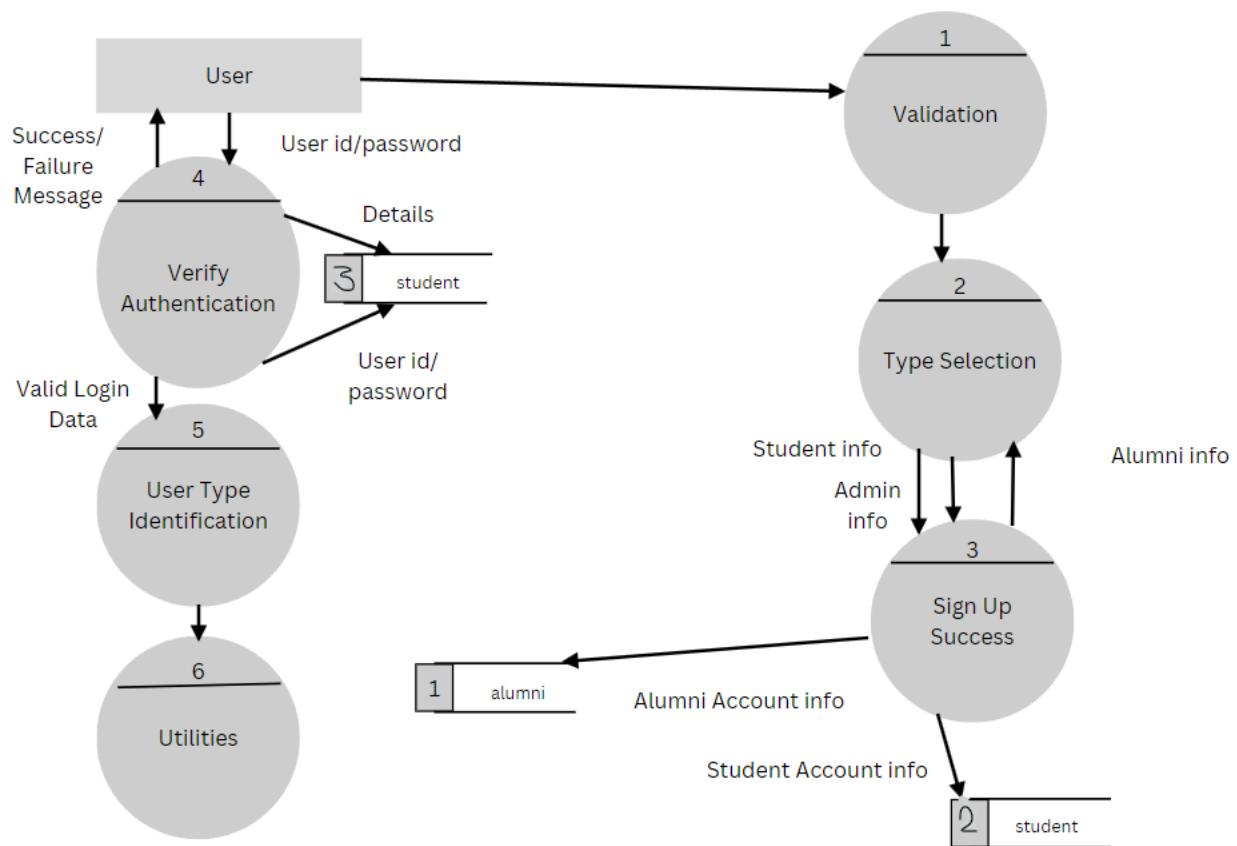 User
1
Validation
Success/
Failure
Message
User id/password
4
Verify
Authentication
Details
3
student
User id/
password
2
Type Selection
Valid Login
Data
5
User Type
Identification
Student info
Admin
info
Alumni info
3
Sign Up
Success
6
Utilities
1
alumni
Alumni Account info
Student Account info
2
student